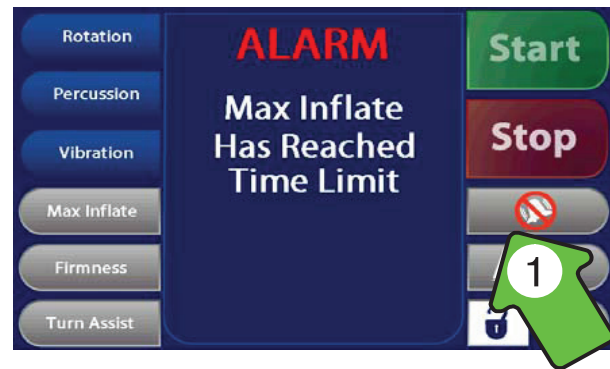 Rotation
Percussion
Vibration
Max Inflate
Firmness
Turn Assist
ALARM
Max Inflate
Has Reached
Time Limit
Start
Stop
1